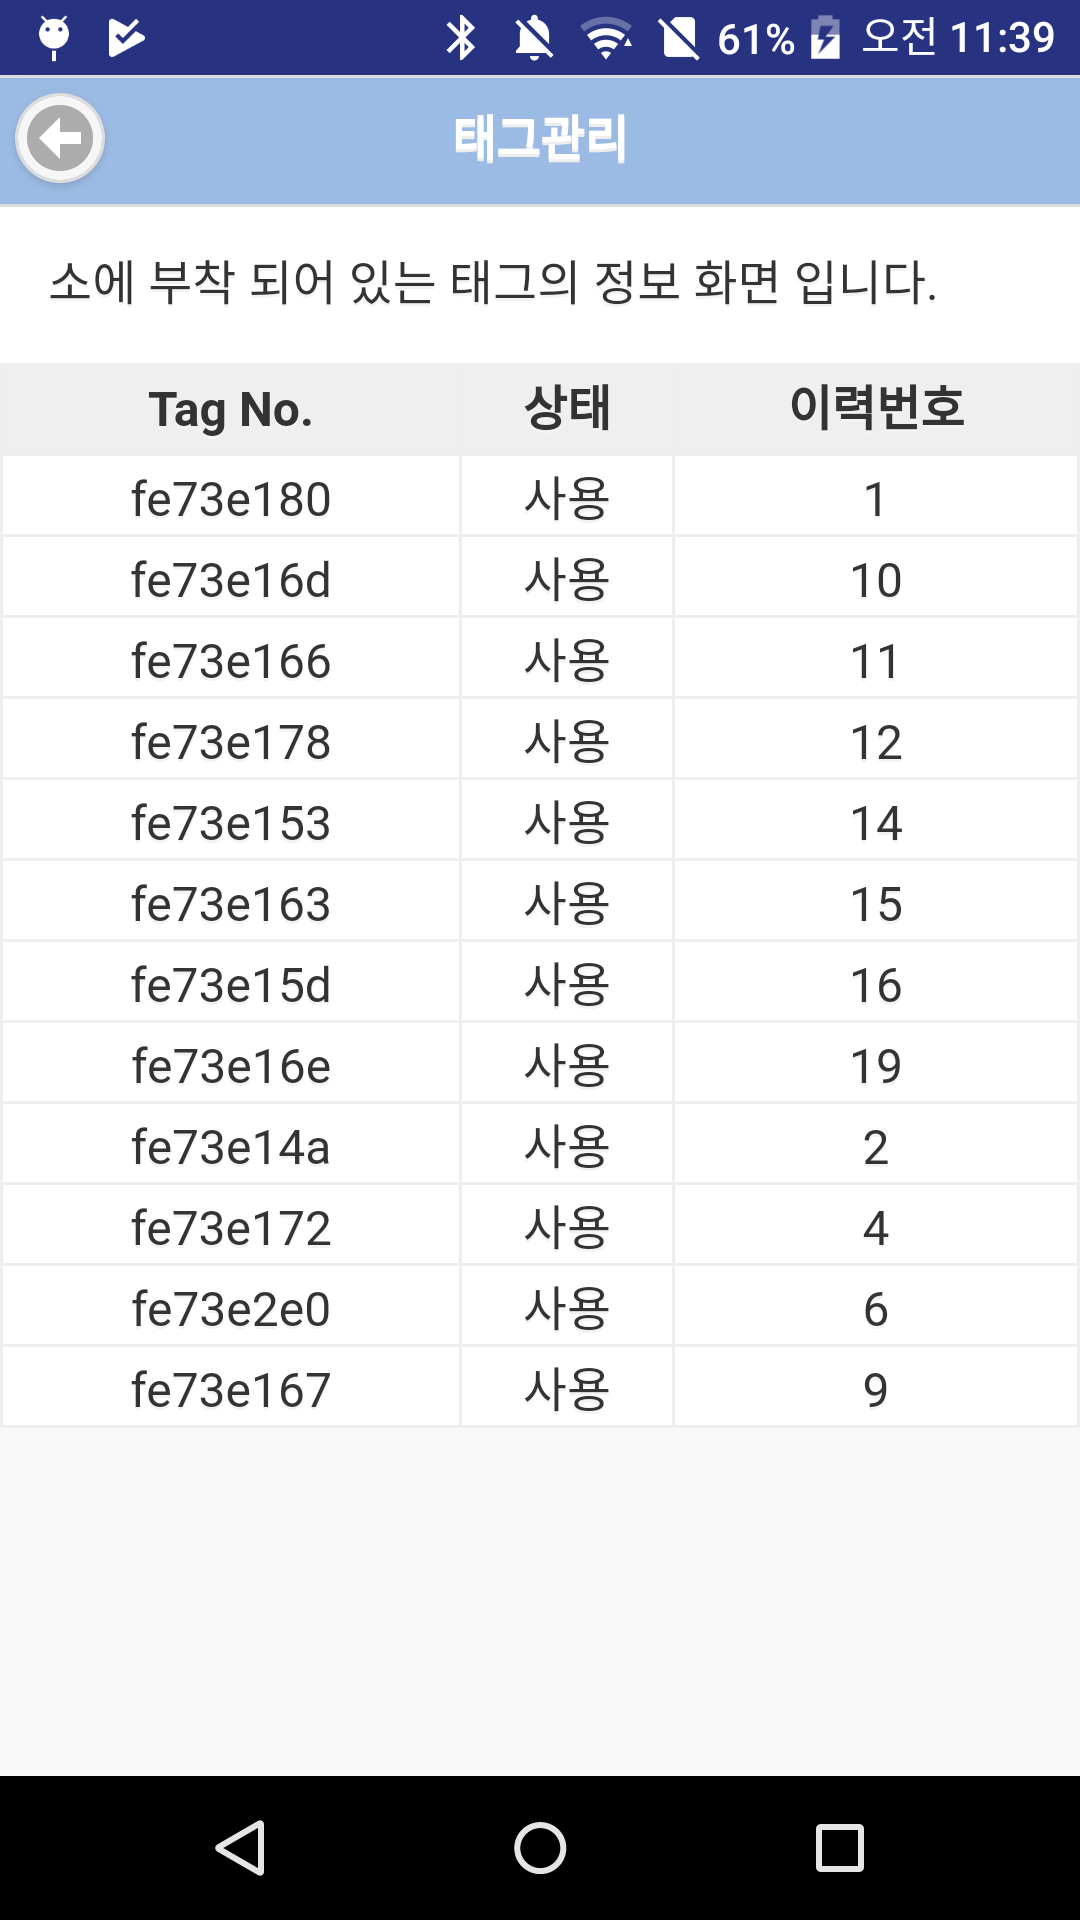 61% 오전 11:39
태그관리
소에 부착 되어 있는 태그의 정보 화면 입니다.
Tag No. 상태 이력번호
fe73e180 사용 1
fe73e16d 사용 10
fe73e166 사용 11
fe73e178 사용 12
fe73e153 사용 14
fe73e163 사용 15
fe73e15d 사용 16
fe73e16e 사용 19
fe73e14a 사용 2
fe73e172 사용 4
fe73e2e0 사용 6
fe73e167 사용 9